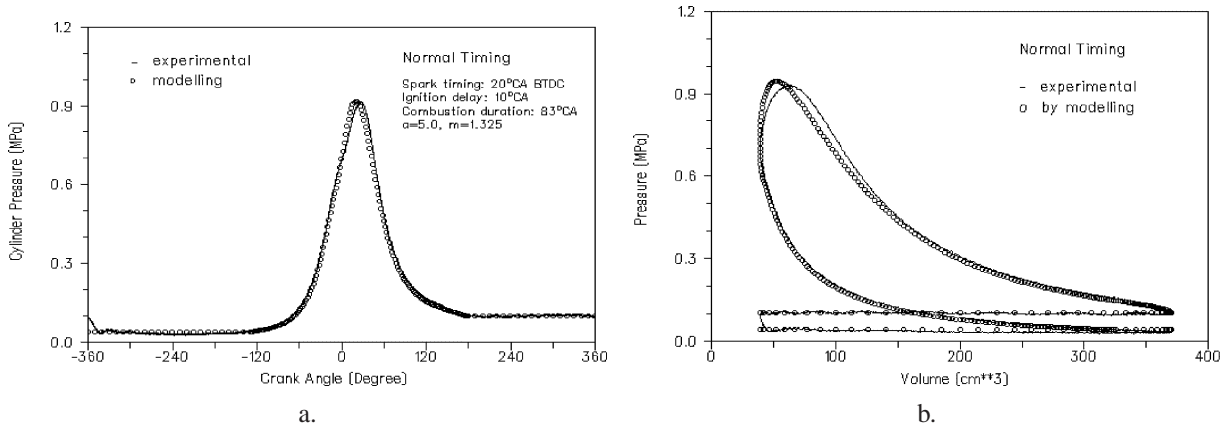 1.2
0.9
0.6
0.3
0.0
Cylinder Pressure (MPa)
– experimental
o modelling
Normal Timing
Spark timing: 20°CA BTDC
Ignition delay: 10°CA
Combustion duration: 83°CA
a=5.0, m=1.325
-360 -240 -120 0 120 240 360
Crank Angle (Degree)
a.
1.2
0.9
0.6
0.3
0.0
Pressure (MPa)
Normal Timing
– experimental
o by modelling
0 100 200 300 400
Volume (cm**3)
b.